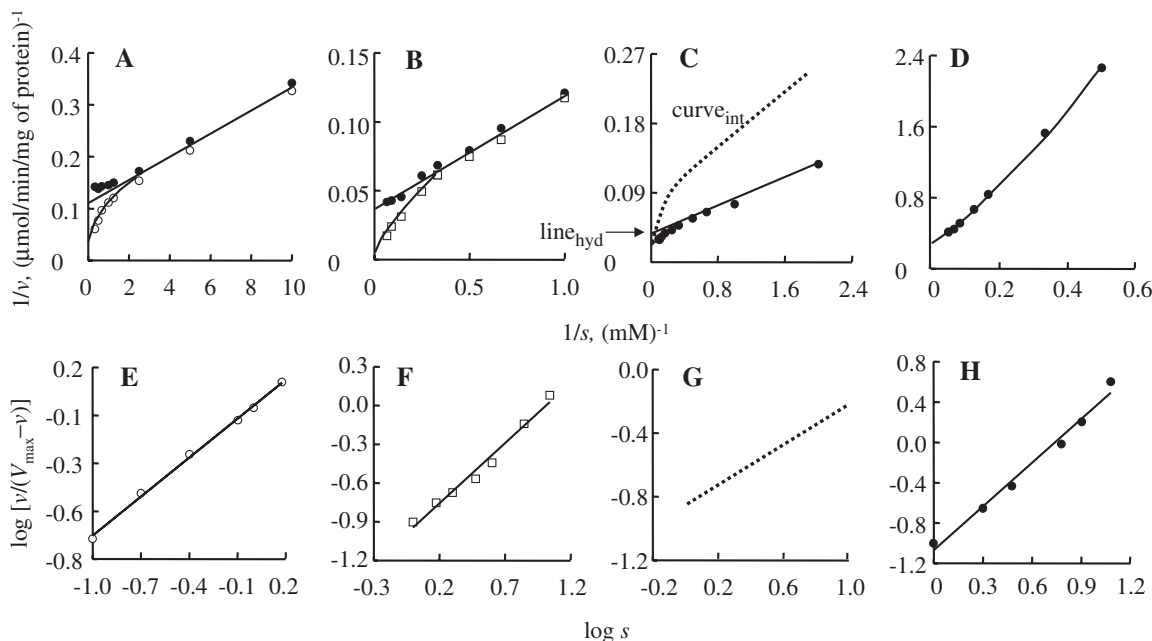 1/v, (μmol/min/mg of protein)-1
A
0.4
0.3
0.2
0.1
0
0 2 4 6 8 10
B
0.15
0.10
0.05
0
0 0.5 1.0
C
0.27
0.18
0.09
0
curveint
linehyd
0 0.8 1.6 2.4
D
2.4
1.6
0.8
0
0 0.2 0.4 0.6
1/s, (mM)-1
log [v/(Vmax–v)]
E
0.2
-0.1
-0.3
-0.6
-0.8
-1.0 -0.7 -0.4 -0.1 0.2
F
0.3
0.0
-0.3
-0.6
-0.9
-1.2
-0.3 0.2 0.7 1.2
G
0.0
-0.4
-0.8
-1.2
-0.2 0.2 0.6 1.0
H
0.8
0.4
0.0
-0.4
-0.8
-1.2
0 0.3 0.6 0.9 1.2
log s